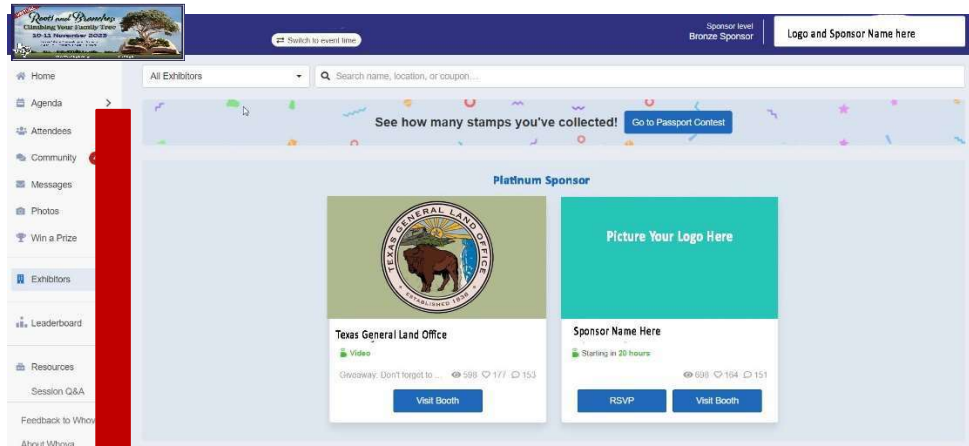 Roots and Branches
Climbing Your Family Tree
10-11 November 2023
Switch to event time
Sponsor level
Bronze Sponsor
Logo and Sponsor Name here
Home
Agenda
Attendees
Community
Messages
Photos
Win a Prize
Exhibitors
Leaderboard
Resources
Session Q&A
Feedback to Whov
About Whova
All Exhibitors
Search name, location, or coupon...
See how many stamps you've collected!
Go to Passport Contest
Platinum Sponsor
TEXAS GENERAL LAND OFFICE
ESTABLISHED 1836
Texas General Land Office
Video
Giveaway: Don't forget to ... 598 177 153
Visit Booth
Picture Your Logo Here
Sponsor Name Here
Starting in 20 hours
698 164 151
RSVP
Visit Booth